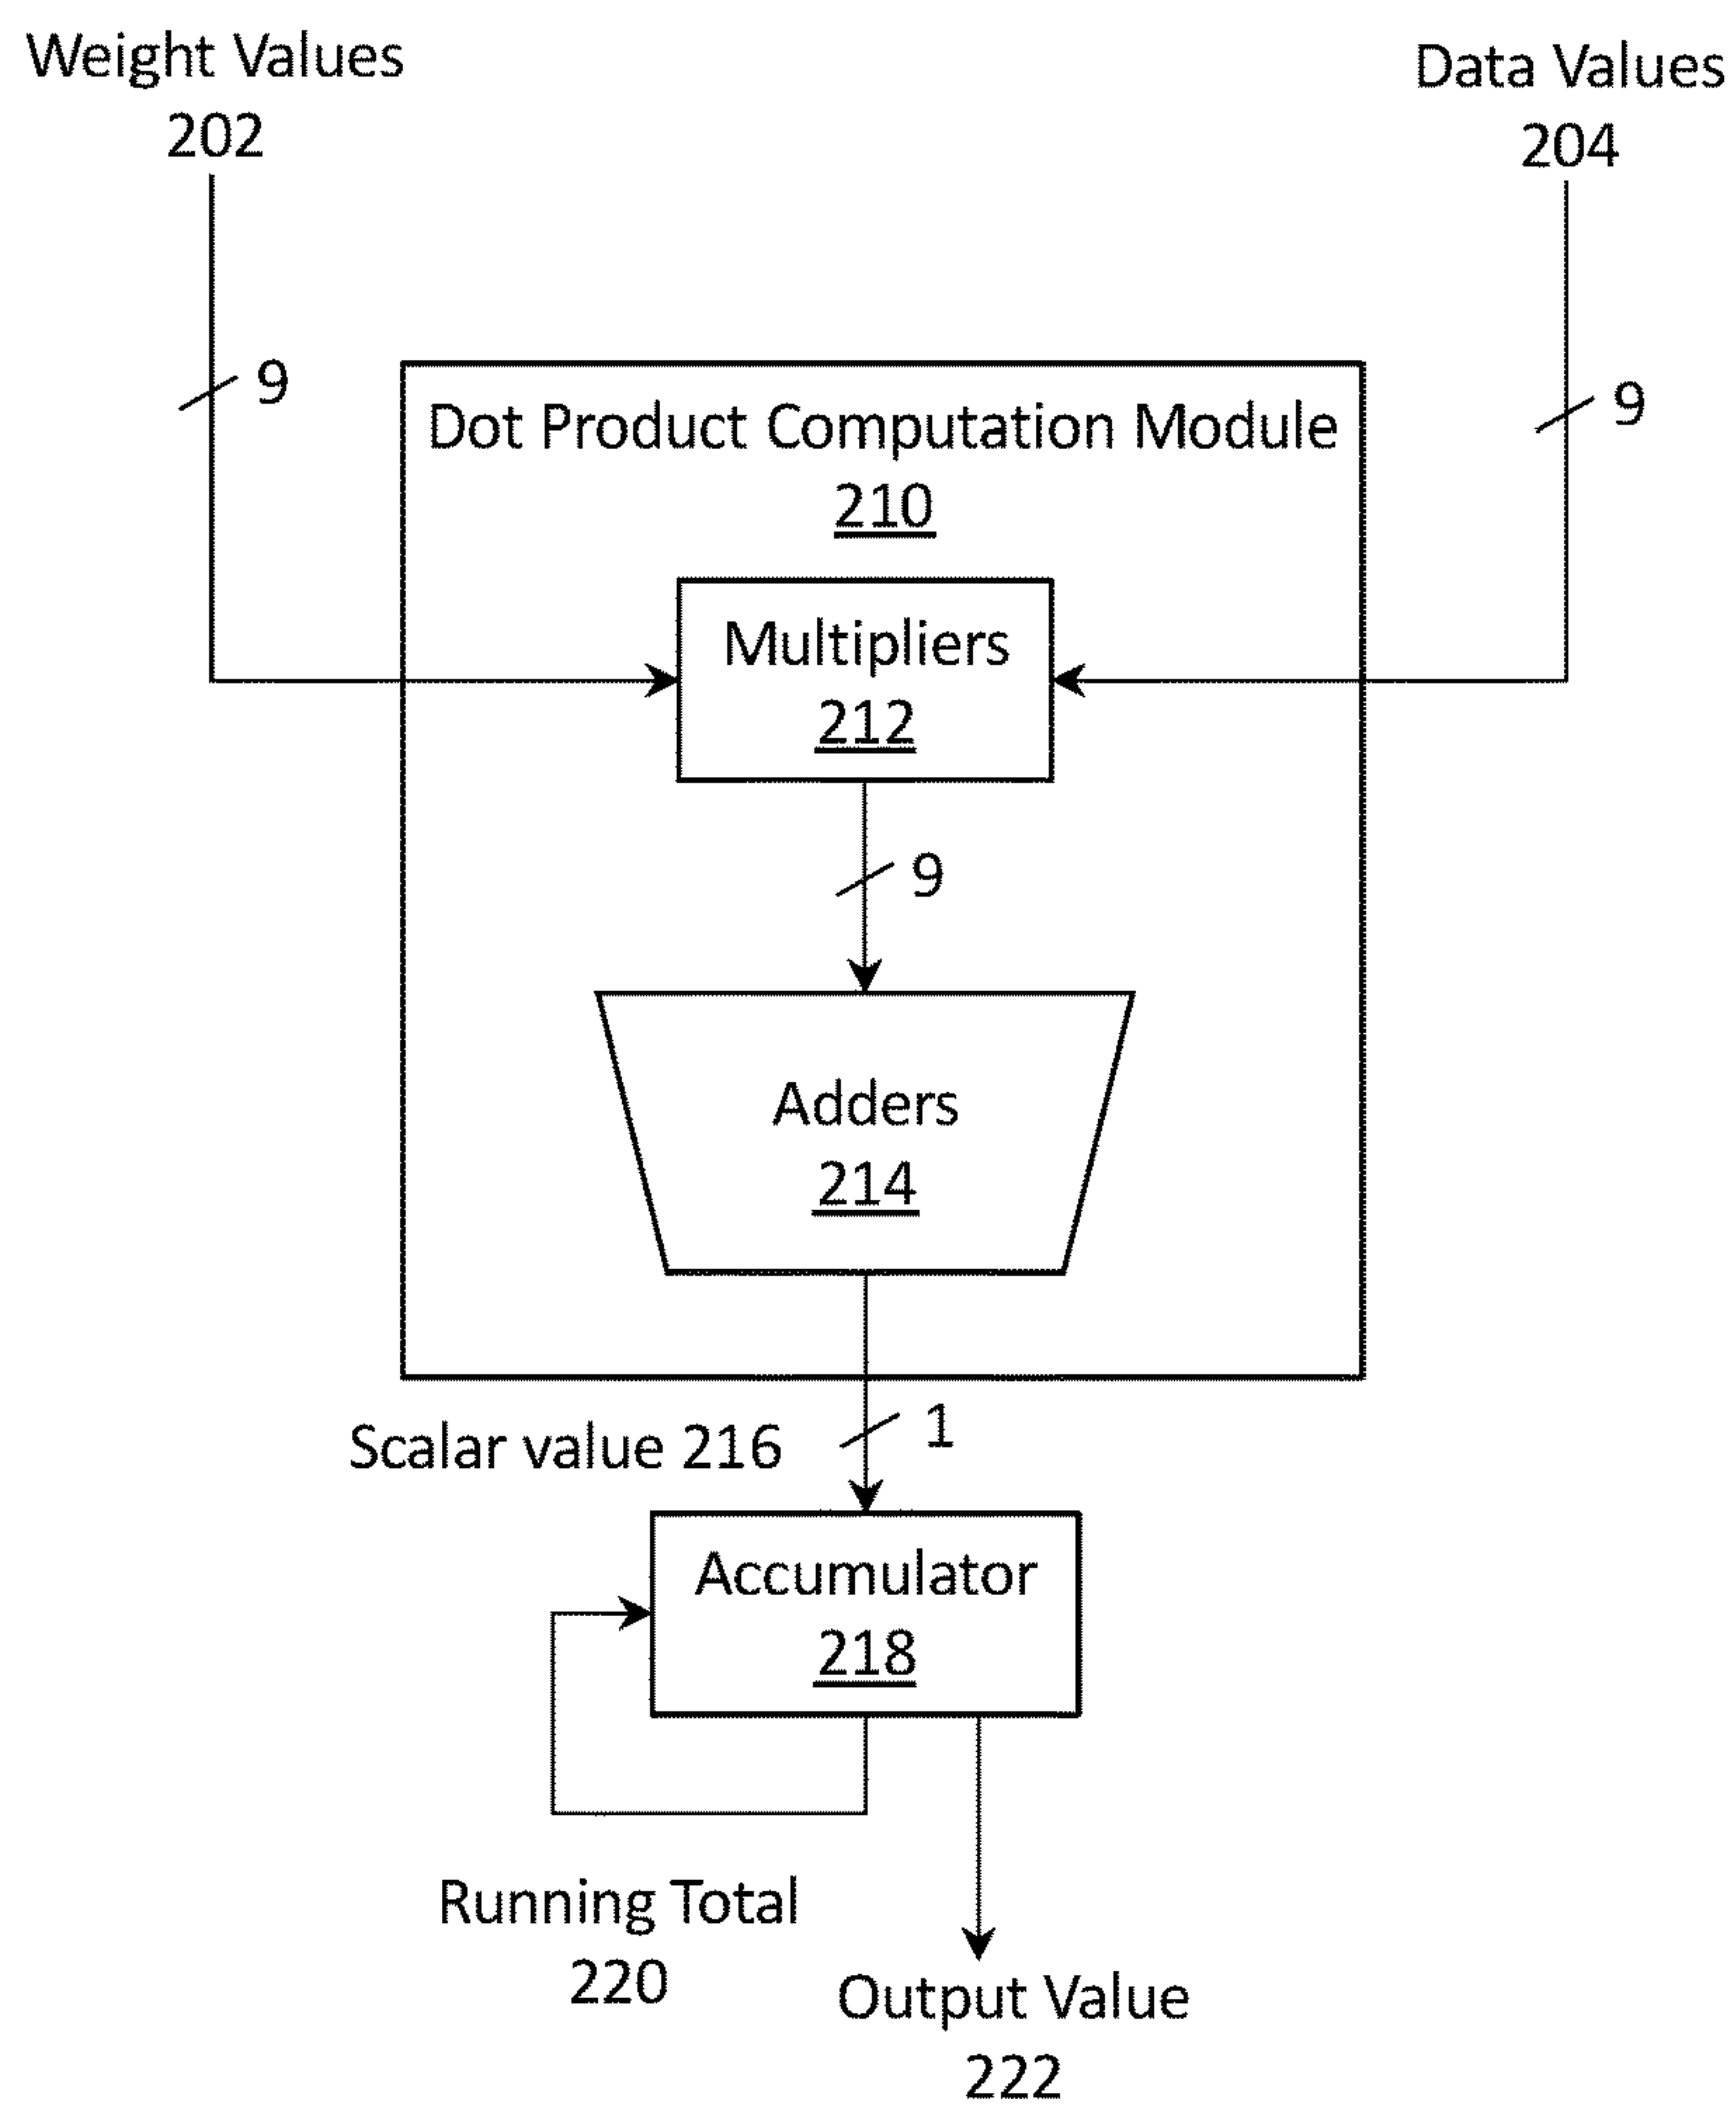 Weight Values
202
Data Values
204
9
9
Dot Product Computation Module
210
Multipliers
212
9
Adders
214
Scalar value 216
1
Accumulator
218
Running Total
220
Output Value
222